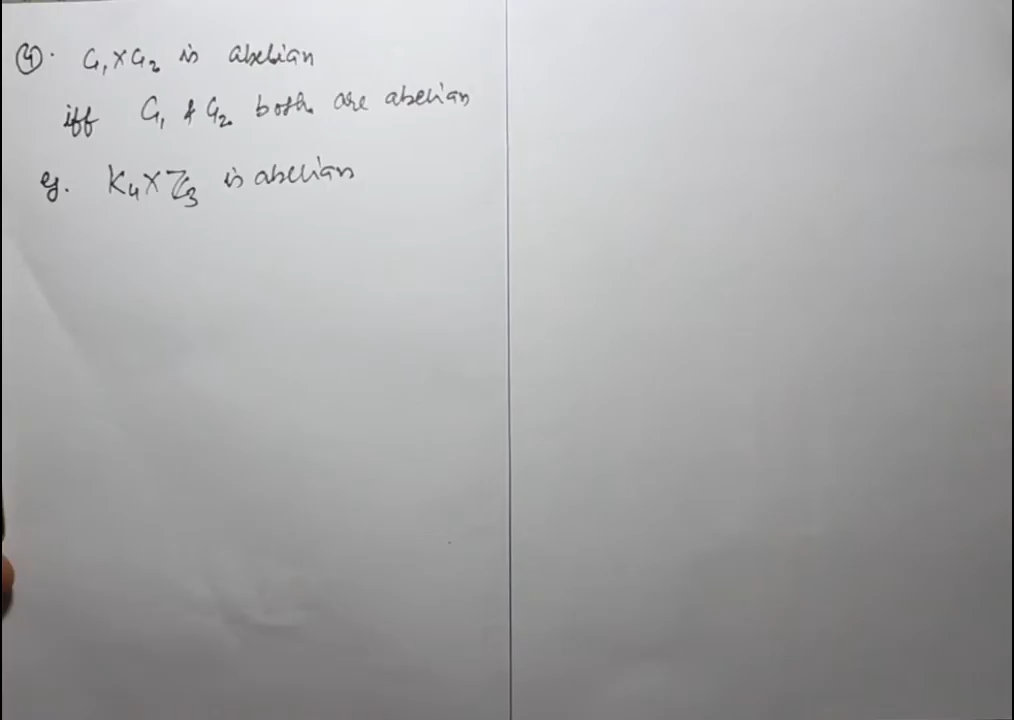 ④. G₁×G₂ is abelian
iff G₁ & G₂ both are abelian
eg. K₄×Z₃ is abelian